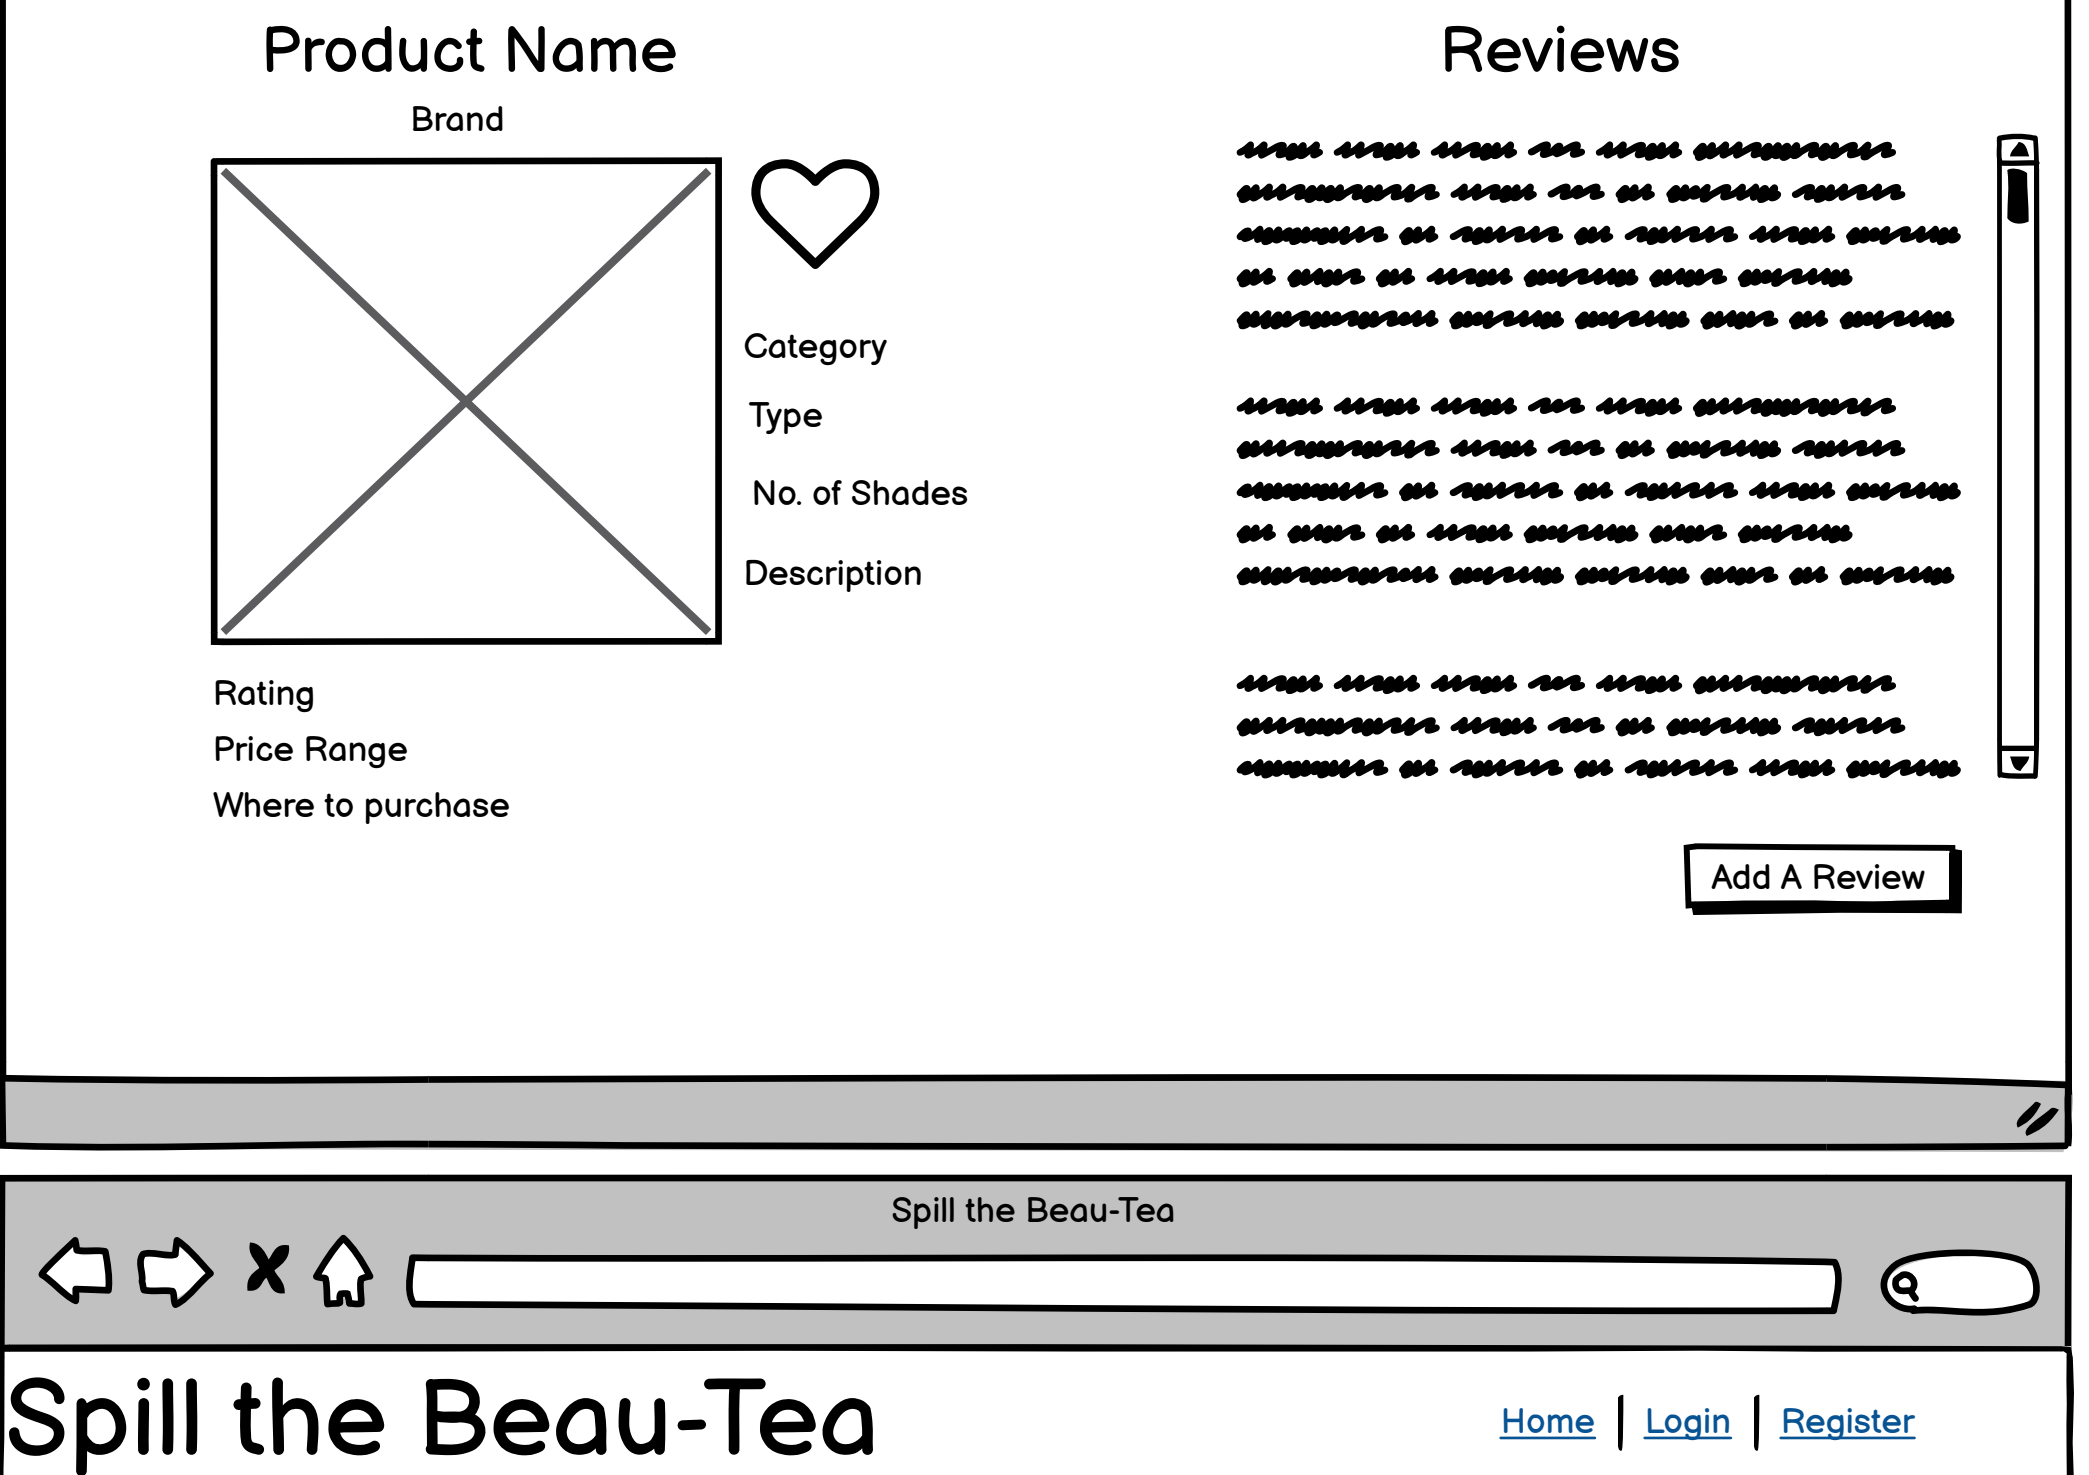 Product Name
Brand
Category
Type
No. of Shades
Description
Rating
Price Range
Where to purchase
Reviews
Add A Review
Spill the Beau-Tea
Spill the Beau-Tea
Home | Login | Register